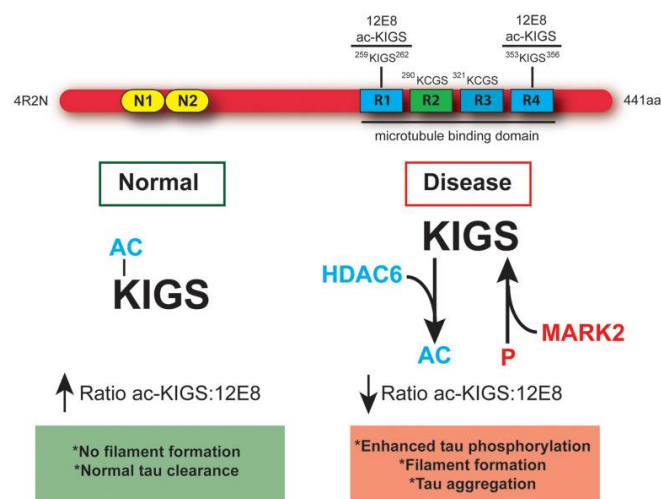 12E8 12E8
ac-KIGS ac-KIGS
²⁵⁹KIGS²⁶² ³⁵³KIGS³⁵⁶
²⁹⁰KCGS ³²¹KCGS
4R2N N1 N2 R1 R2 R3 R4 441aa
microtubule binding domain
Normal Disease
KIGS
AC
HDAC6
KIGS
MARK2
AC P
Ratio ac-KIGS:12E8 Ratio ac-KIGS:12E8
*No filament formation
*Normal tau clearance
*Enhanced tau phosphorylation
*Filament formation
*Tau aggregation